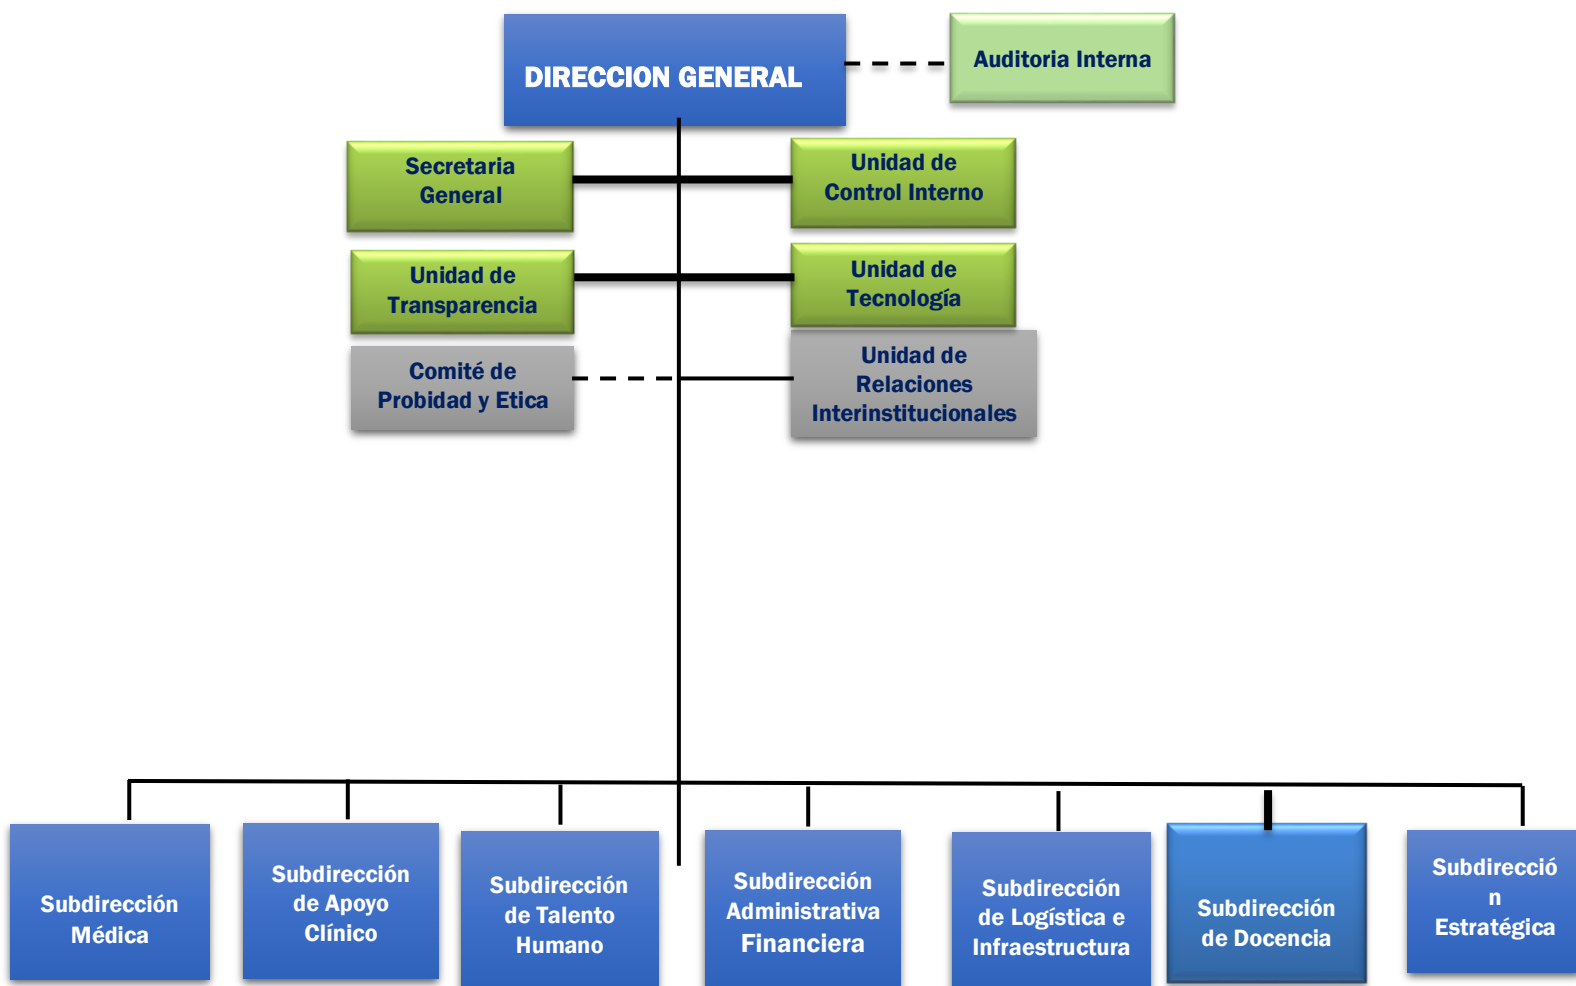 DIRECCION GENERAL
Auditoria Interna
Secretaria
General
Unidad de
Control Interno
Unidad de
Transparencia
Unidad de
Tecnología
Comité de
Probidad y Etica
Unidad de
Relaciones
Interinstitucionales
Subdirección
Médica
Subdirección
de Apoyo
Clínico
Subdirección
de Talento
Humano
Subdirección
Administrativa
Financiera
Subdirección
de Logística e
Infraestructura
Subdirección
de Docencia
Subdirecció
n
Estratégica